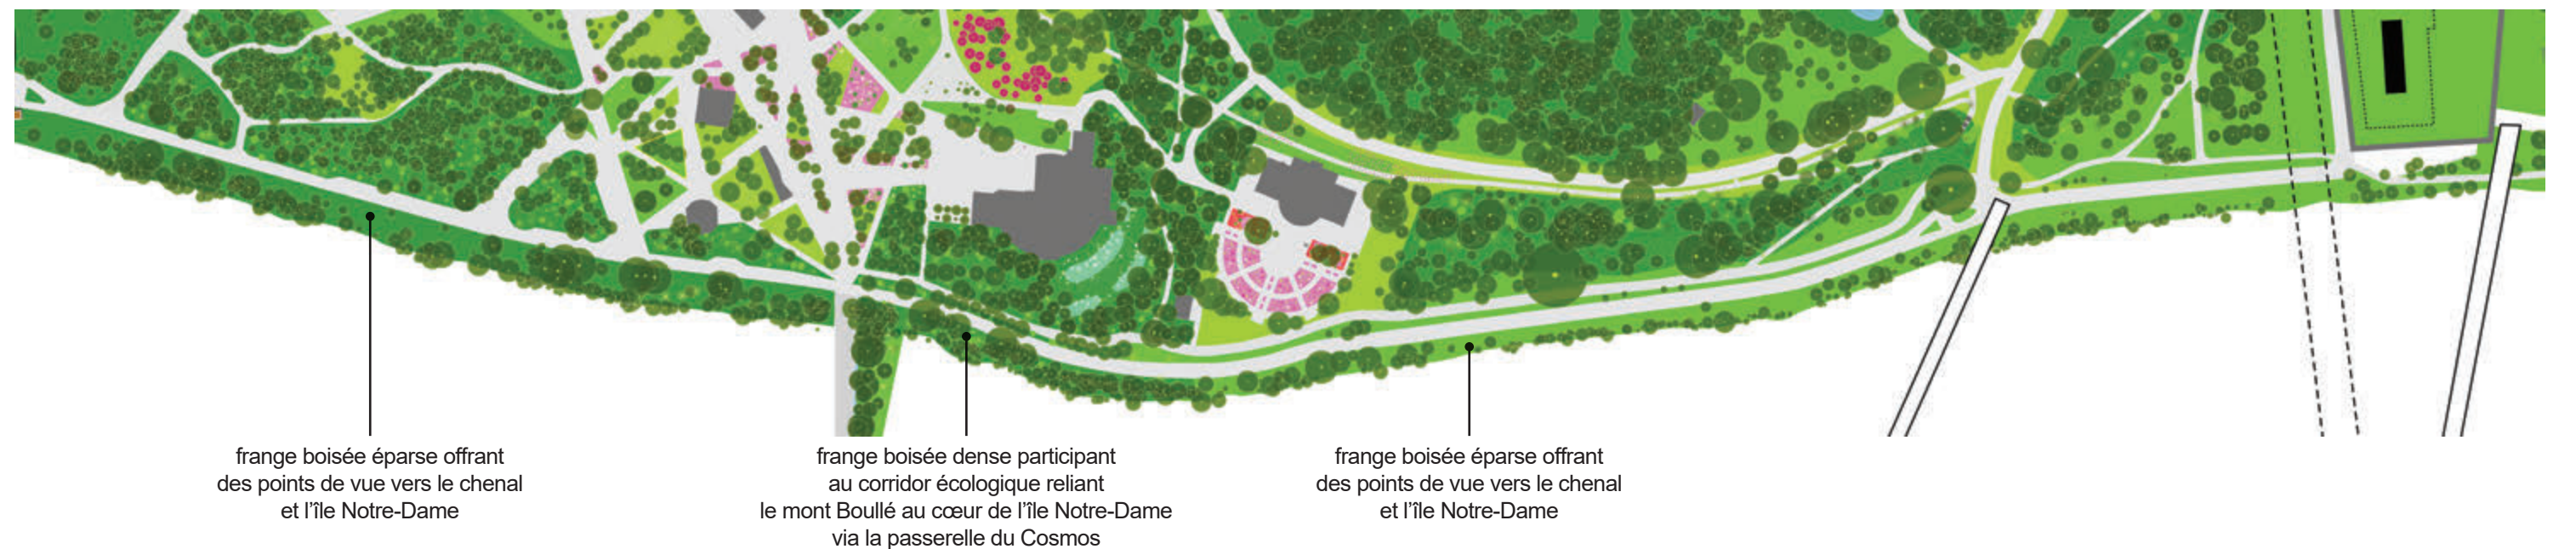 frange boisée éparse offrant
des points de vue vers le chenal
et l'île Notre-Dame
frange boisée dense participant
au corridor écologique reliant
le mont Boullé au cœur de l'île Notre-Dame
via la passerelle du Cosmos
frange boisée éparse offrant
des points de vue vers le chenal
et l'île Notre-Dame